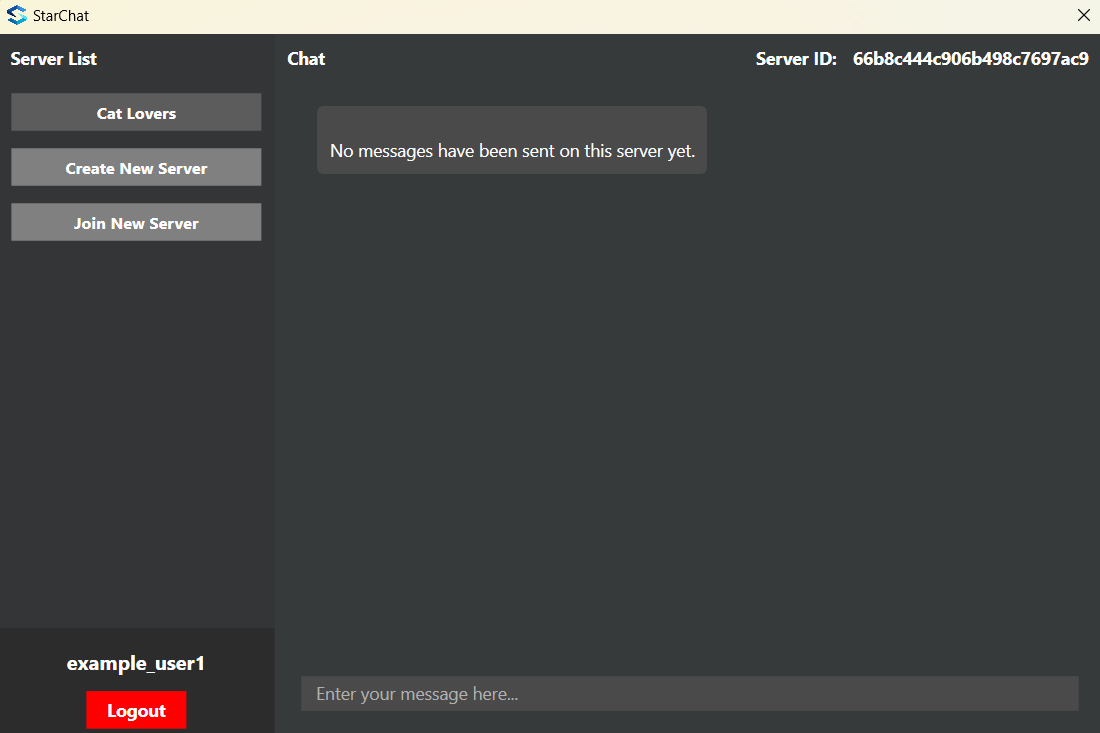 StarChat
Server List
Chat
Server ID: 66b8c444c906b498c7697ac9
Cat Lovers
Create New Server
Join New Server
No messages have been sent on this server yet.
example_user1
Logout
Enter your message here...